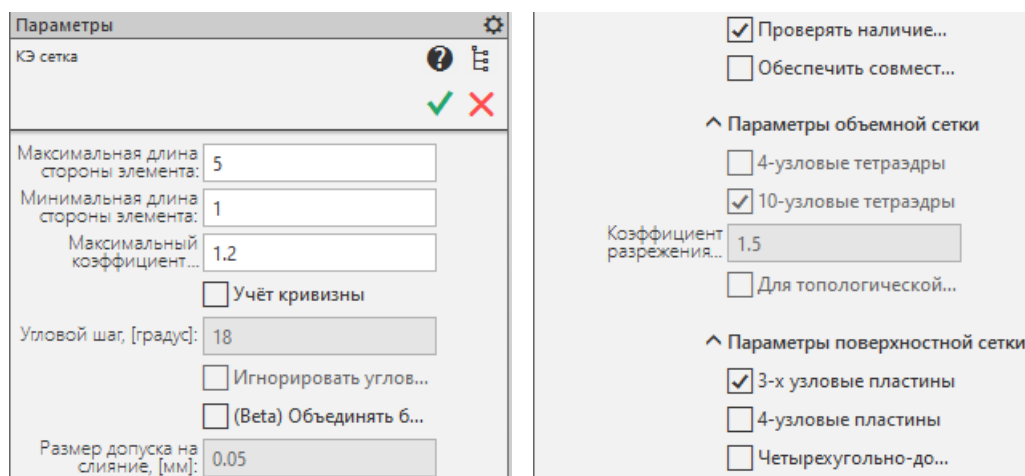 Параметры
КЭ сетка
Максимальная длина
стороны элемента:
5
Минимальная длина
стороны элемента:
1
Максимальный
коэффициент...
1.2
Учёт кривизны
Угловой шаг, [градус]:
18
Игнорировать углов...
(Beta) Объединять б...
Размер допуска на
слияние, [мм]:
0.05
Проверять наличие...
Обеспечить совмест...
Параметры объемной сетки
4-узловые тетраэдры
10-узловые тетраэдры
Коэффициент
разрежения...
1.5
Для топологической...
Параметры поверхностной сетки
3-х узловые пластины
4-узловые пластины
Четырехугольно-до...